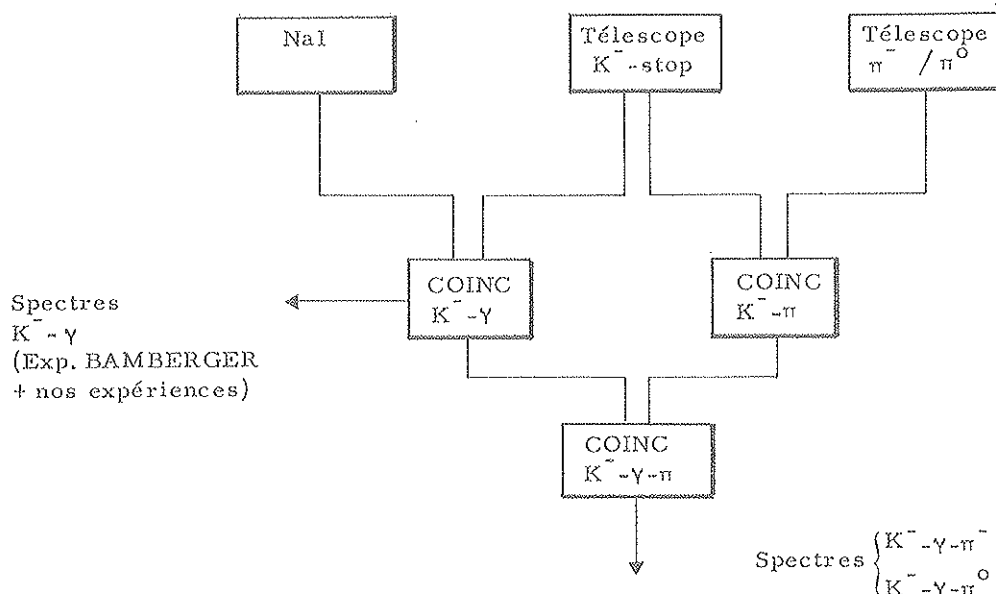 NaI
Télescope
K⁻-stop
Télescope
π⁻ / π⁰
COINC
K⁻-γ
COINC
K⁻-π
Spectres
K⁻-γ
(Exp. BAMBERGER
+ nos expériences)
COINC
K⁻-γ-π
Spectres { K⁻-γ-π⁻
K⁻-γ-π⁰